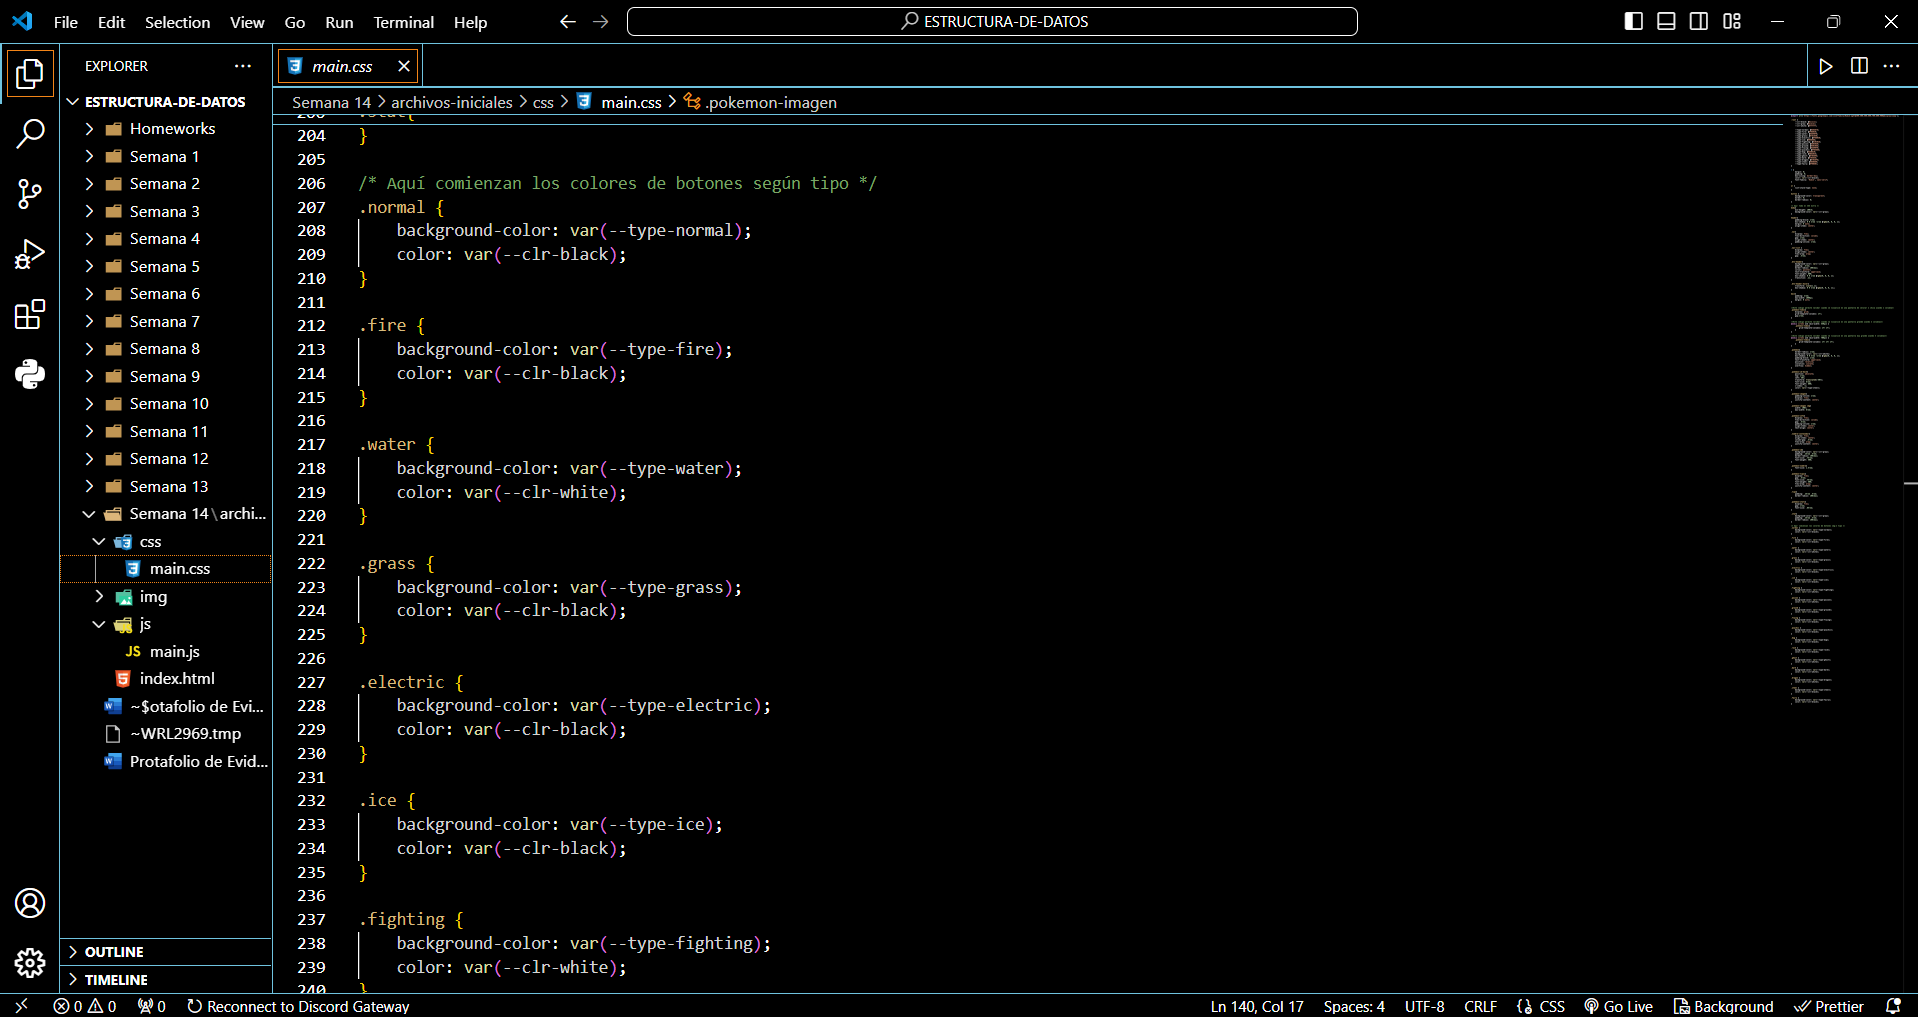 File Edit Selection View Go Run Terminal Help
ESTRUCTURA-DE-DATOS
EXPLORER
ESTRUCTURA-DE-DATOS
Homeworks
Semana 1
Semana 2
Semana 3
Semana 4
Semana 5
Semana 6
Semana 7
Semana 8
Semana 9
Semana 10
Semana 11
Semana 12
Semana 13
Semana 14\archi...
css
main.css
img
js
JS main.js
index.html
~$otafolio de Evi...
~WRL2969.tmp
Protafolio de Evid...
OUTLINE
TIMELINE
main.css
Semana 14 > archivos-iniciales > css > main.css > .pokemon-imagen
204 }
205
206 /* Aquí comienzan los colores de botones según tipo */
207 .normal {
208 background-color: var(--type-normal);
209 color: var(--clr-black);
210 }
211
212 .fire {
213 background-color: var(--type-fire);
214 color: var(--clr-black);
215 }
216
217 .water {
218 background-color: var(--type-water);
219 color: var(--clr-white);
220 }
221
222 .grass {
223 background-color: var(--type-grass);
224 color: var(--clr-black);
225 }
226
227 .electric {
228 background-color: var(--type-electric);
229 color: var(--clr-black);
230 }
231
232 .ice {
233 background-color: var(--type-ice);
234 color: var(--clr-black);
235 }
236
237 .fighting {
238 background-color: var(--type-fighting);
239 color: var(--clr-white);
240 }
0 0 0 Reconnect to Discord Gateway
Ln 140, Col 17 Spaces: 4 UTF-8 CRLF {} CSS Go Live Background Prettier